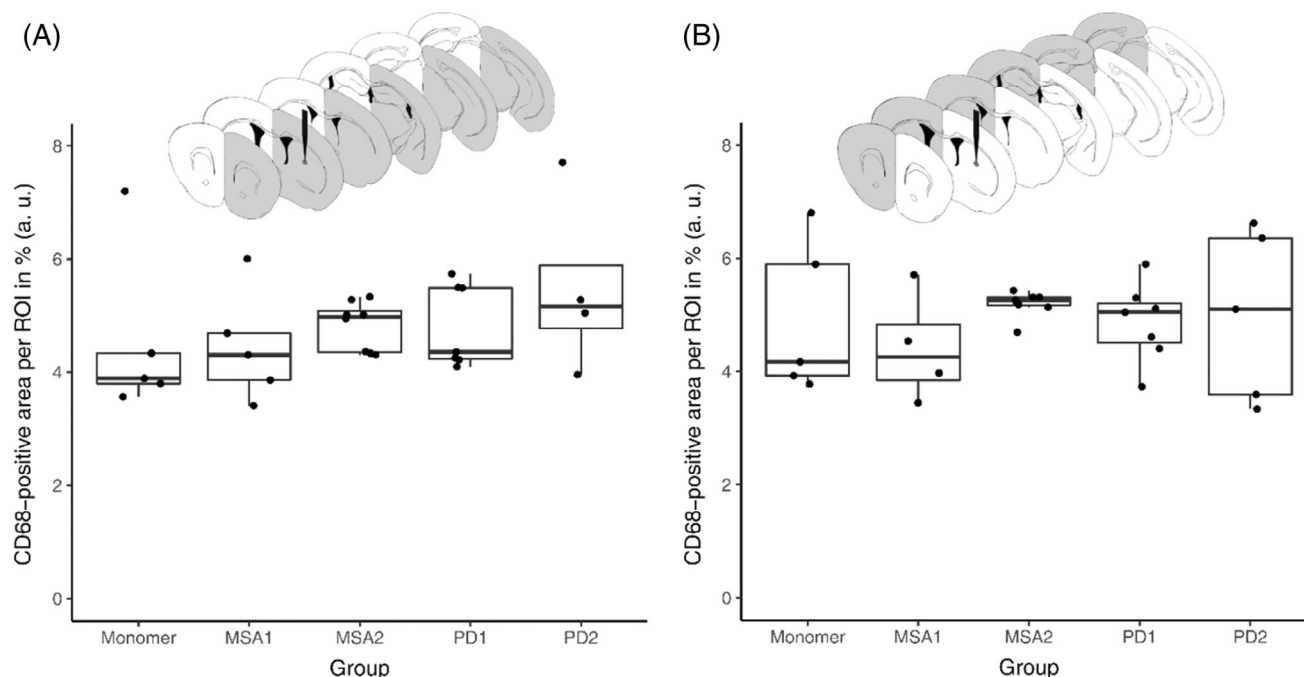 (A)
CD68-positive area per ROI in % (a. u.)
8
6
4
2
0
Monomer MSA1 MSA2 PD1 PD2
Group
(B)
CD68-positive area per ROI in % (a. u.)
8
6
4
2
0
Monomer MSA1 MSA2 PD1 PD2
Group